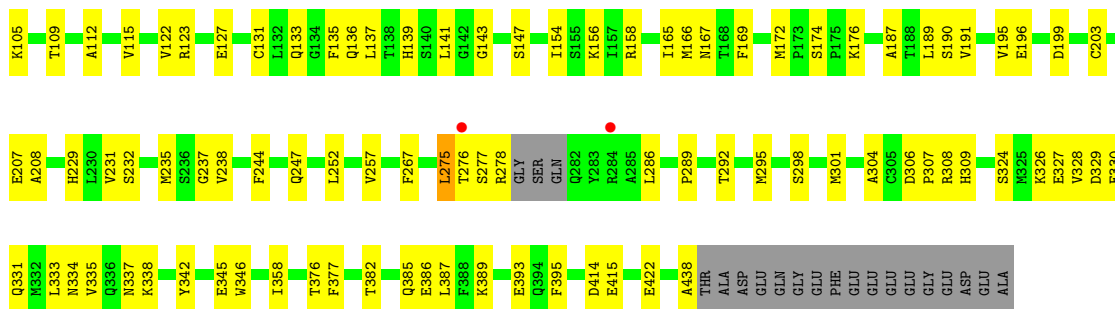 K105 T109 A112 V115 V122 R123 E127 C131 L132 Q133 G134 F135 Q136 L137 T138 H139 S140 L141 G142 G143 S147 I154 S155 K156 I157 R158 I165 M166 N167 T168 F169 M172 P173 S174 P175 K176 A187 T188 L189 S190 V191 V195 E196 D199 C203
E207 A208 H229 L230 V231 S232 M235 S236 G237 V238 F244 Q247 L252 V257 F267 L275 T276 S277 R278 GLY SER GLN Q282 Y283 R284 A285 L286 P289 T292 M295 S298 M301 A304 C305 D306 P307 R308 H309 S324 M325 K326 E327 V328 D329
Q331 M332 L333 N334 V335 Q336 N337 K338 Y342 E345 W346 I358 T376 F377 T382 Q385 E386 L387 F388 K389 E393 Q394 F395 D414 E415 E422 A438 THR ALA ASP GLU GLN GLY GLU PHE GLU GLU GLU GLU GLY GLU ASP GLU ALA